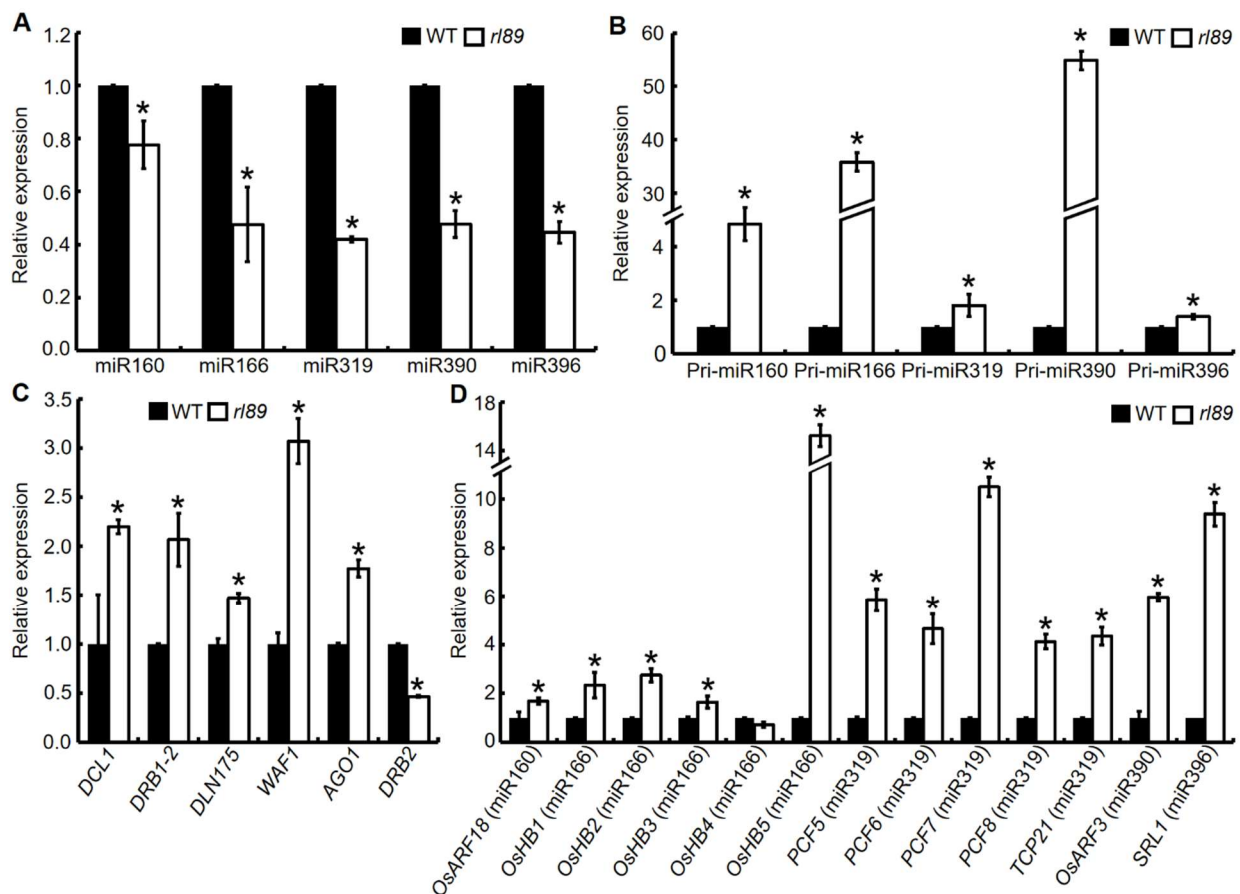 A
WT rl89
Relative expression
1.2
1.0
0.8
0.6
0.4
0.2
0.0
* * * * *
miR160 miR166 miR319 miR390 miR396
B
WT rl89
Relative expression
60
50
40
30
4
2
0
* * * * *
Pri-miR160 Pri-miR166 Pri-miR319 Pri-miR390 Pri-miR396
C
WT rl89
Relative expression
3.5
3.0
2.5
2.0
1.5
1.0
0.5
0.0
* * * * * *
DCL1
DRB1-2
DLN175
WAF1
AGO1
DRB2
D
WT rl89
Relative expression
18
14
10
8
6
4
2
0
* * * * * * * * * * * *
OsARF18 (miR160)
OsHB1 (miR166)
OsHB2 (miR166)
OsHB3 (miR166)
OsHB4 (miR166)
OsHB5 (miR166)
PCF5 (miR319)
PCF6 (miR319)
PCF7 (miR319)
PCF8 (miR319)
TCP21 (miR319)
OsARF3 (miR390)
SRL1 (miR396)